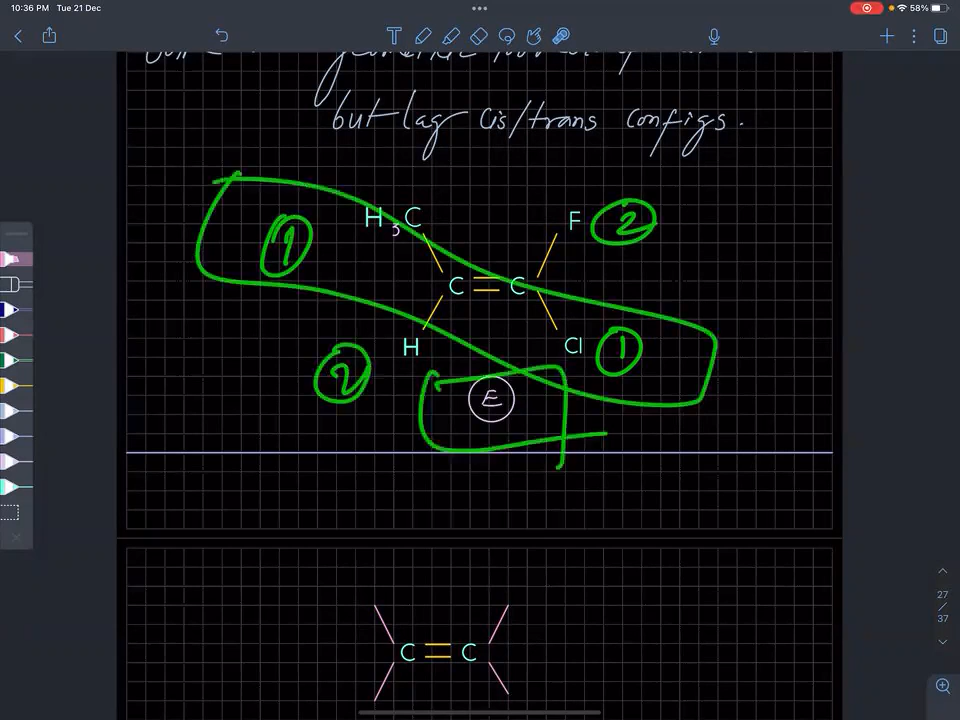 10:36 PM Tue 21 Dec
58%
T
but lag cis/trans configs.
H₃C F ②
①
C = C
H Cl ①
②
E
27
/
37
C = C